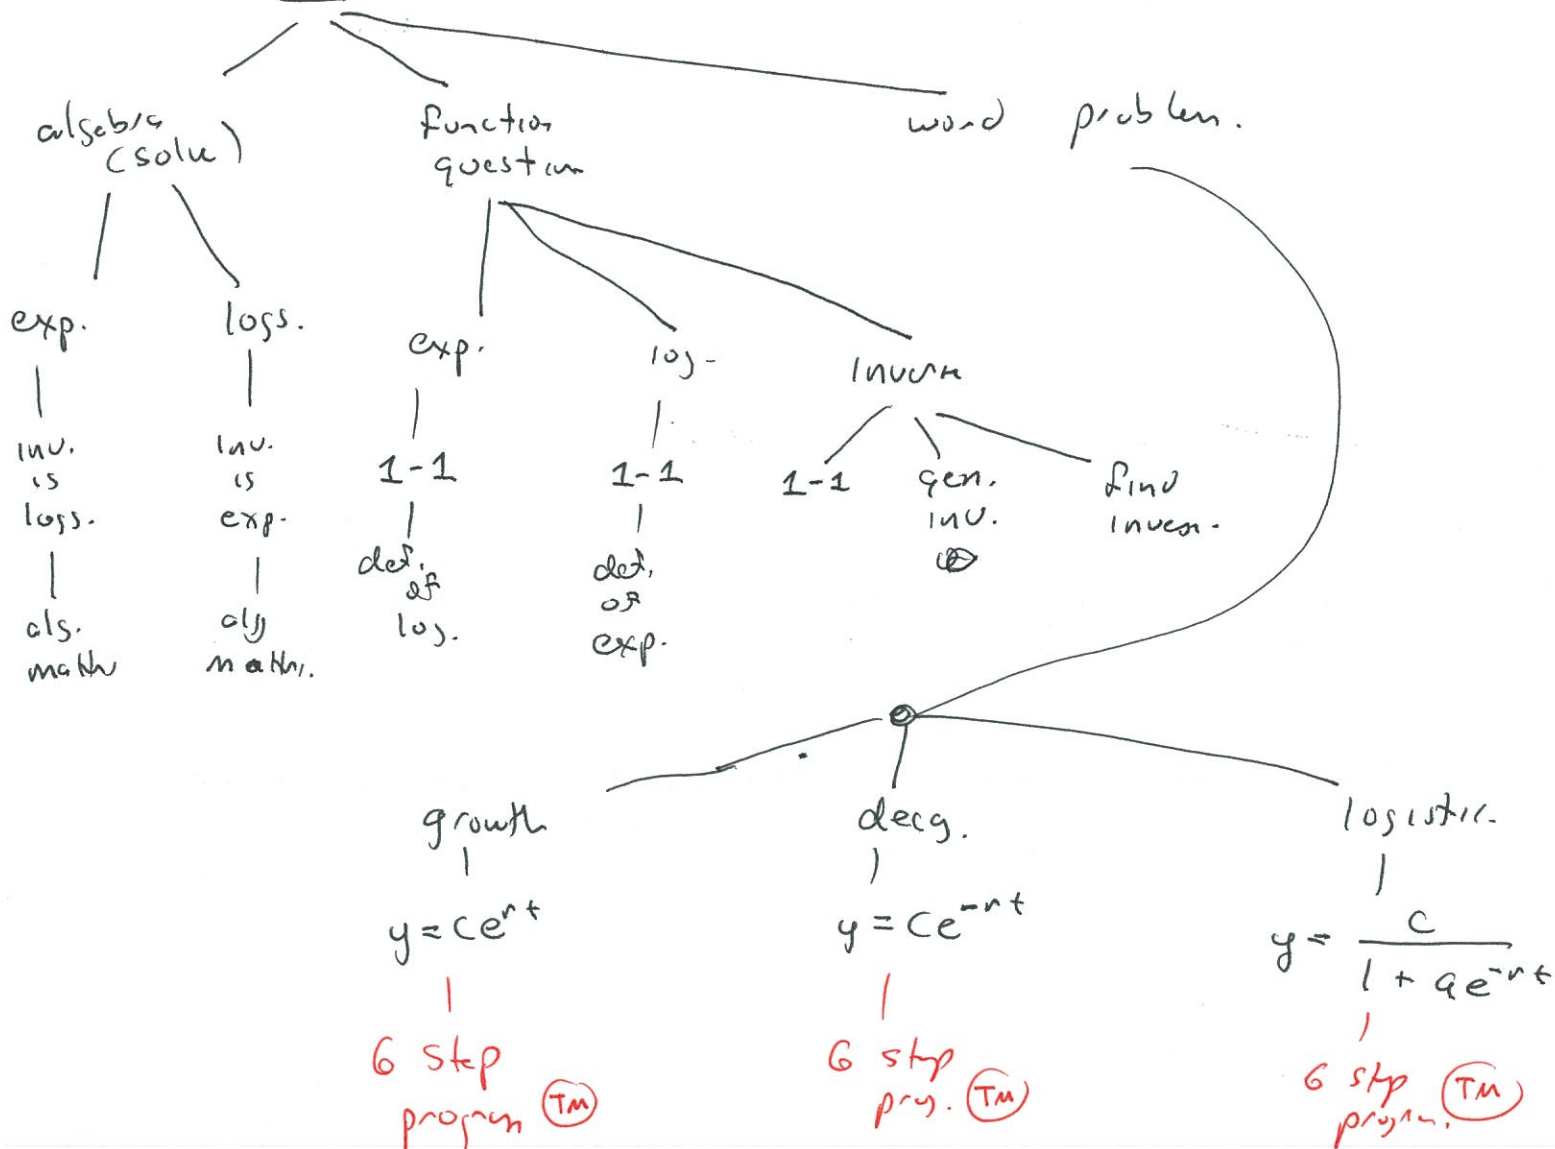 algebra
(solve)
function
question
word problem.
exp.
logs.
exp.
log.
inverse
inv.
is
logs.
inv.
is
exp.
1-1
1-1
1-1
gen.
inv.
find
inverse.
def.
of
log.
def.
of
exp.
alg.
math
alg
math.
growth
decay.
logistic.
y = Ce^{rt}
y = Ce^{-rt}
y = \frac{C}{1 + ae^{-rt}}
6 step
program TM
6 step
prog. TM
6 step
program. TM